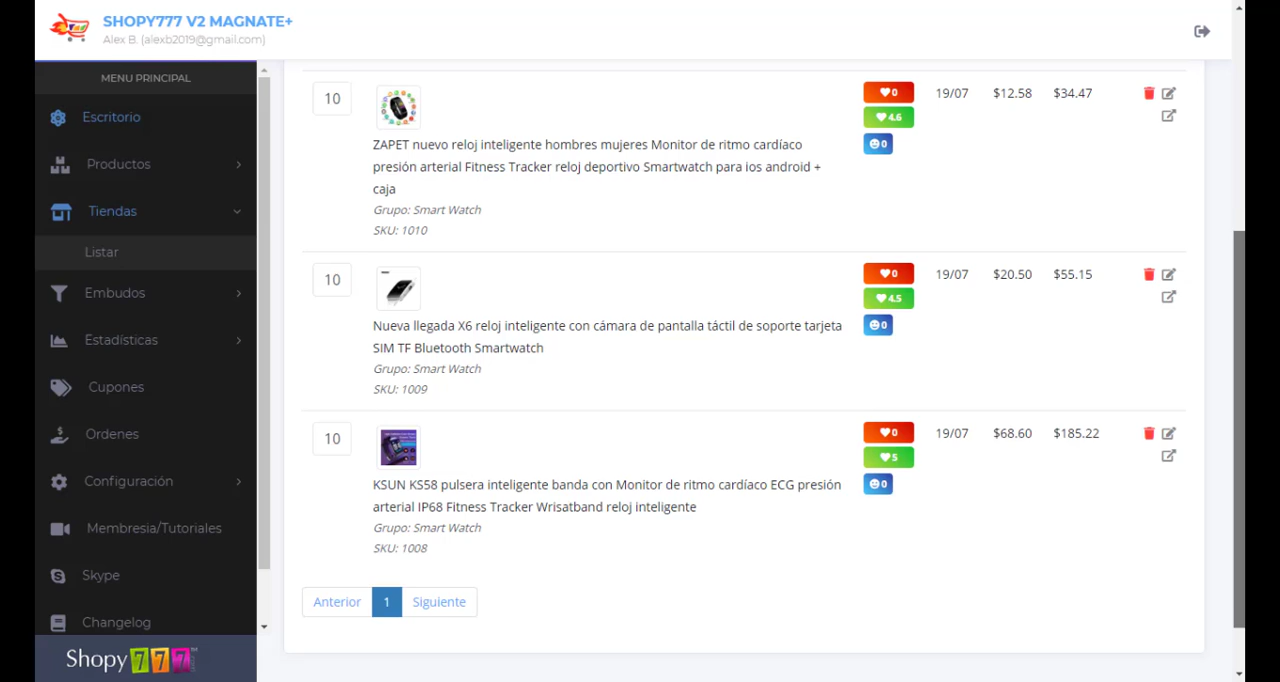 SHOPY777 V2 MAGNATE+
Alex B. (alexb2019@gmail.com)
MENU PRINCIPAL
Escritorio
Productos
Tiendas
Listar
Embudos
Estadísticas
Cupones
Ordenes
Configuración
Membresia/Tutoriales
Skype
Changelog
Shopy 777
10
ZAPET nuevo reloj inteligente hombres mujeres Monitor de ritmo cardíaco
presión arterial Fitness Tracker reloj deportivo Smartwatch para ios android +
caja
Grupo: Smart Watch
SKU: 1010
0
4.6
0
19/07 $12.58 $34.47
10
Nueva llegada X6 reloj inteligente con cámara de pantalla táctil de soporte tarjeta
SIM TF Bluetooth Smartwatch
Grupo: Smart Watch
SKU: 1009
0
4.5
0
19/07 $20.50 $55.15
10
KSUN KS58 pulsera inteligente banda con Monitor de ritmo cardíaco ECG presión
arterial IP68 Fitness Tracker Wrisatband reloj inteligente
Grupo: Smart Watch
SKU: 1008
0
5
0
19/07 $68.60 $185.22
Anterior 1 Siguiente